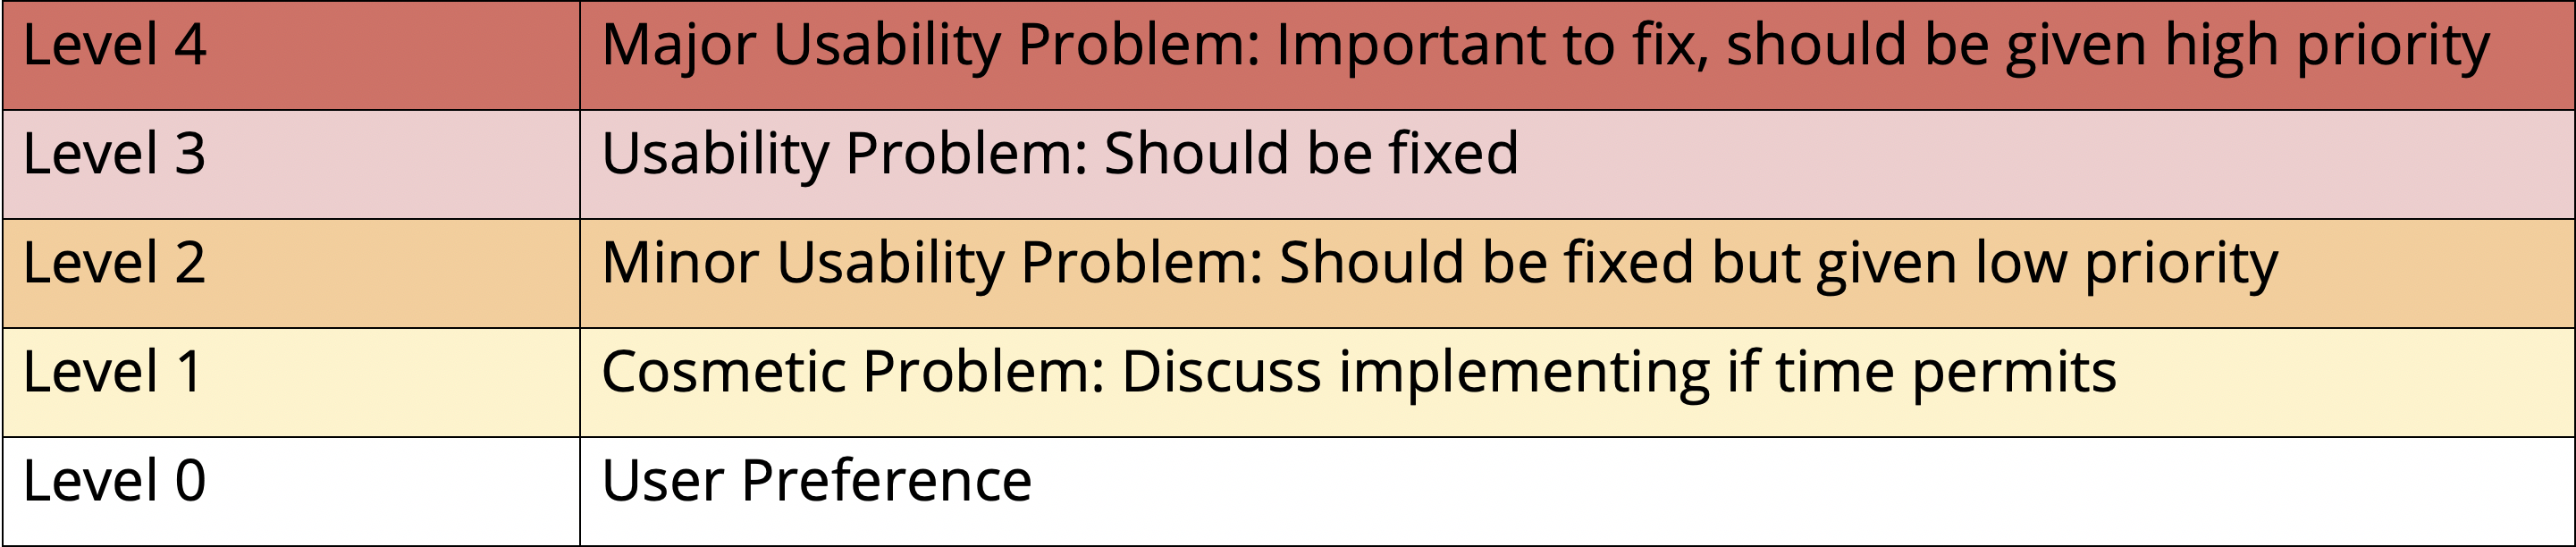 Level 4 Major Usability Problem: Important to fix, should be given high priority
Level 3 Usability Problem: Should be fixed
Level 2 Minor Usability Problem: Should be fixed but given low priority
Level 1 Cosmetic Problem: Discuss implementing if time permits
Level 0 User Preference